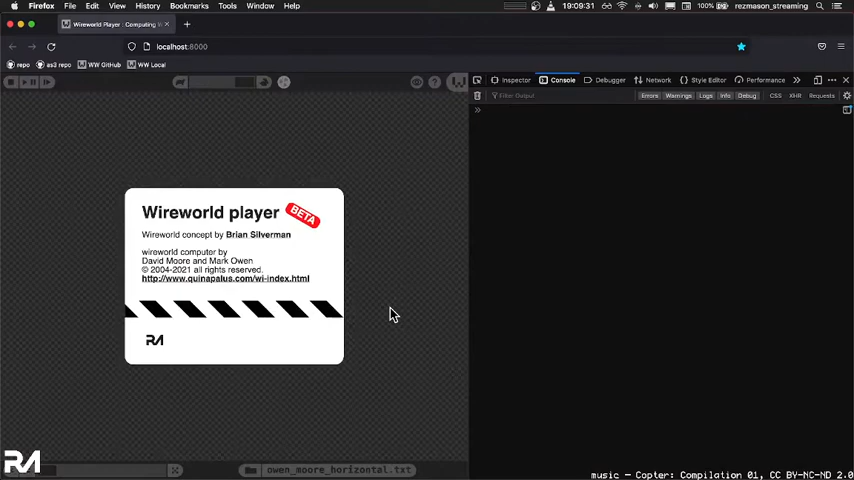 Firefox File Edit View History Bookmarks Tools Window Help 100% 19:09:31 rezmason_streaming
Wireworld Player : Computing W
localhost:8000
repo as3 repo WW GitHub WW Local
Inspector Console Debugger Network Style Editor Performance
Filter Output Errors Warnings Logs Info Debug CSS XHR Requests
Wireworld player BETA
Wireworld concept by Brian Silverman
wireworld computer by
David Moore and Mark Owen
© 2004-2021 all rights reserved.
http://www.quinapalus.com/wi-index.html
RM
RM
owen_moore_horizontal.txt
music – Copter: Compilation 01, CC BY-NC-ND 2.0